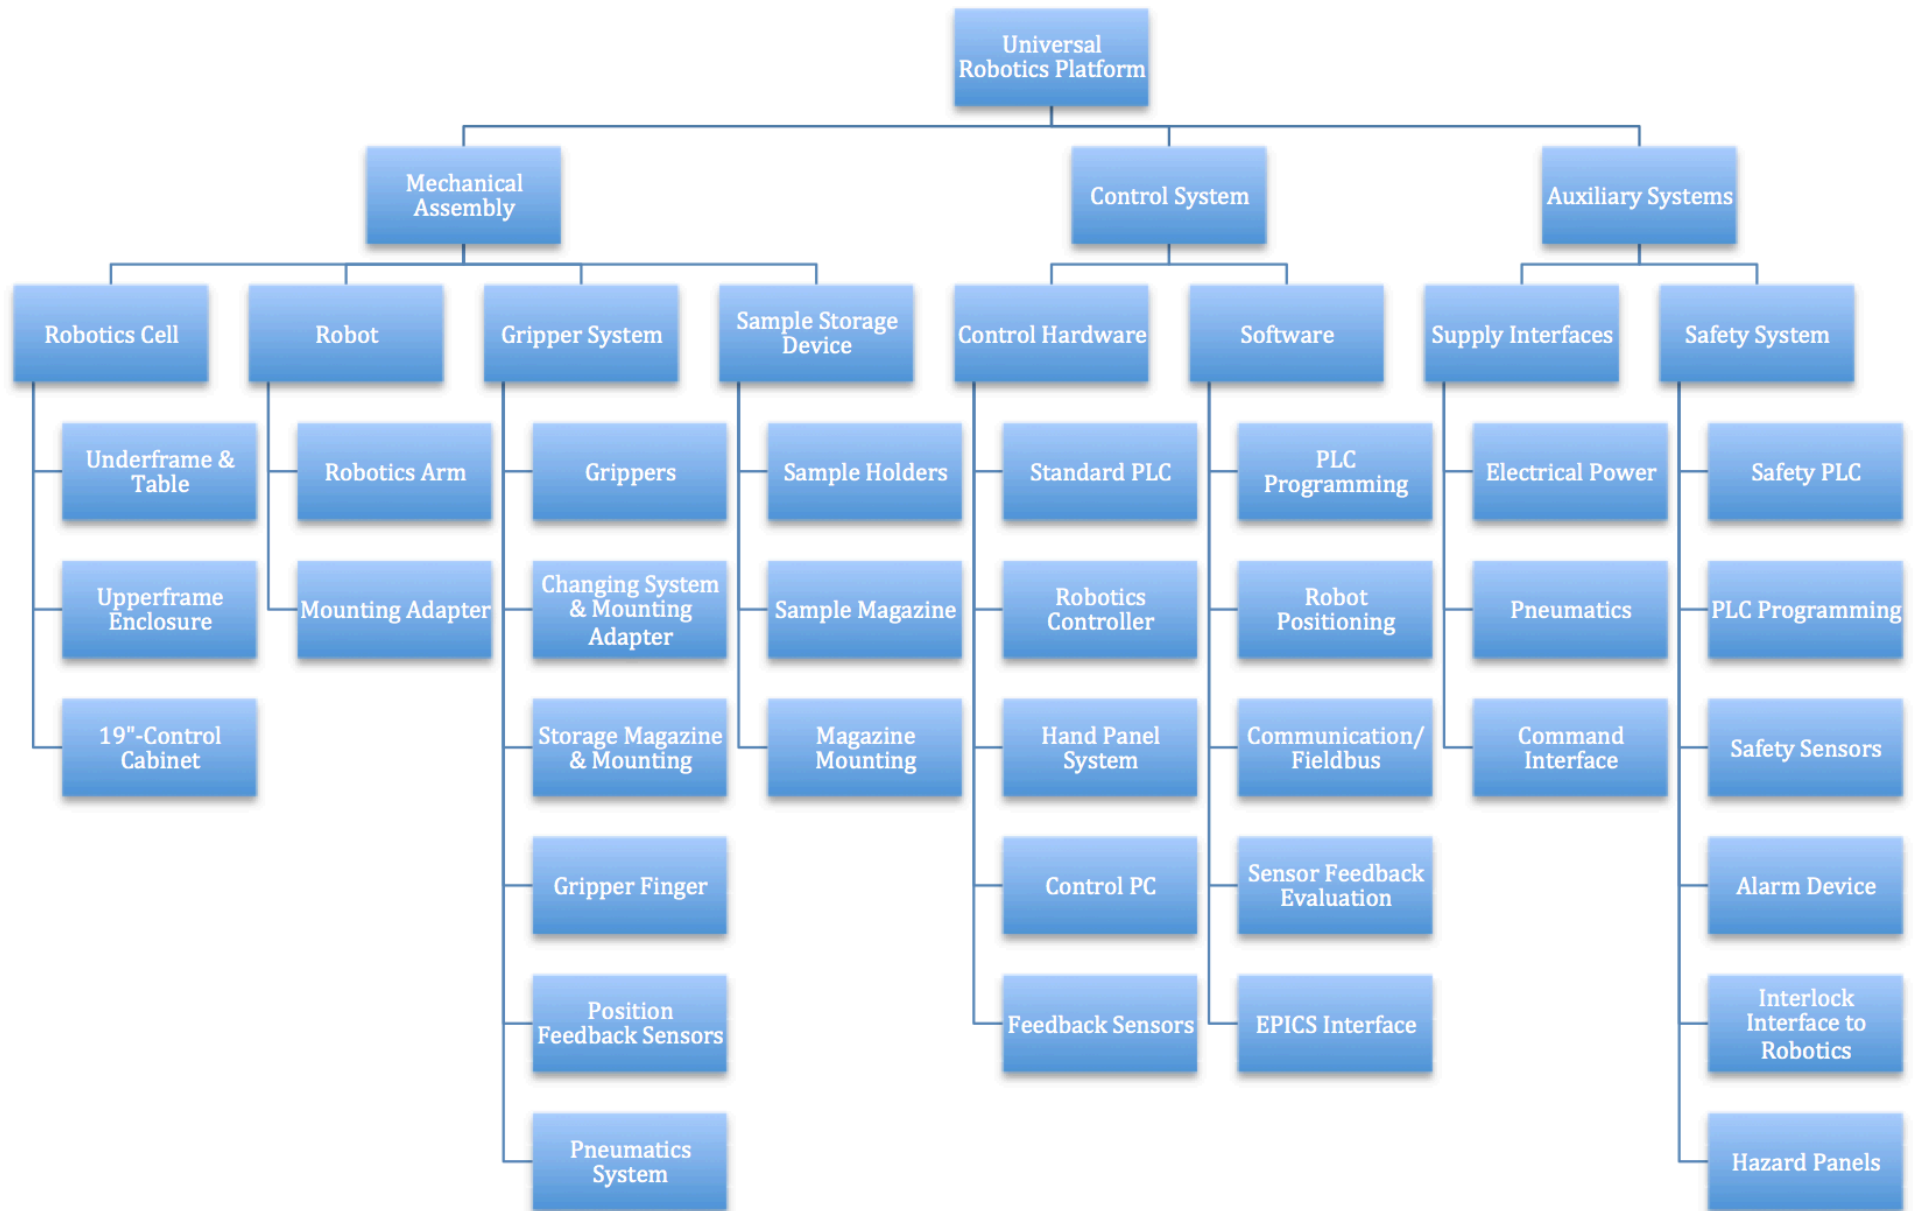 Universal
Robotics Platform
Mechanical
Assembly
Control System
Auxiliary Systems
Robotics Cell
Robot
Gripper System
Sample Storage
Device
Control Hardware
Software
Supply Interfaces
Safety System
Underframe &
Table
Robotics Arm
Grippers
Sample Holders
Standard PLC
PLC
Programming
Electrical Power
Safety PLC
Upperframe
Enclosure
Mounting Adapter
Changing System
& Mounting
Adapter
Sample Magazine
Robotics
Controller
Robot
Positioning
Pneumatics
PLC Programming
19"-Control
Cabinet
Storage Magazine
& Mounting
Magazine
Mounting
Hand Panel
System
Communication/
Fieldbus
Command
Interface
Safety Sensors
Gripper Finger
Control PC
Sensor Feedback
Evaluation
Alarm Device
Position
Feedback Sensors
Feedback Sensors
EPICS Interface
Interlock
Interface to
Robotics
Pneumatics
System
Hazard Panels